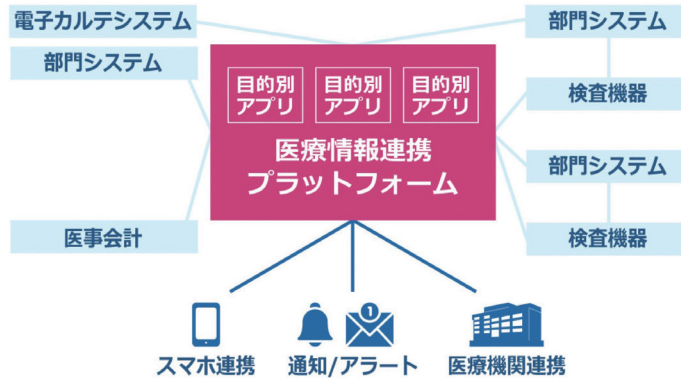 電子カルテシステム
部門システム
部門システム
検査機器
目的別
アプリ
目的別
アプリ
目的別
アプリ
医療情報連携
プラットフォーム
部門システム
医事会計
検査機器
1
スマホ連携
通知/アラート
医療機関連携